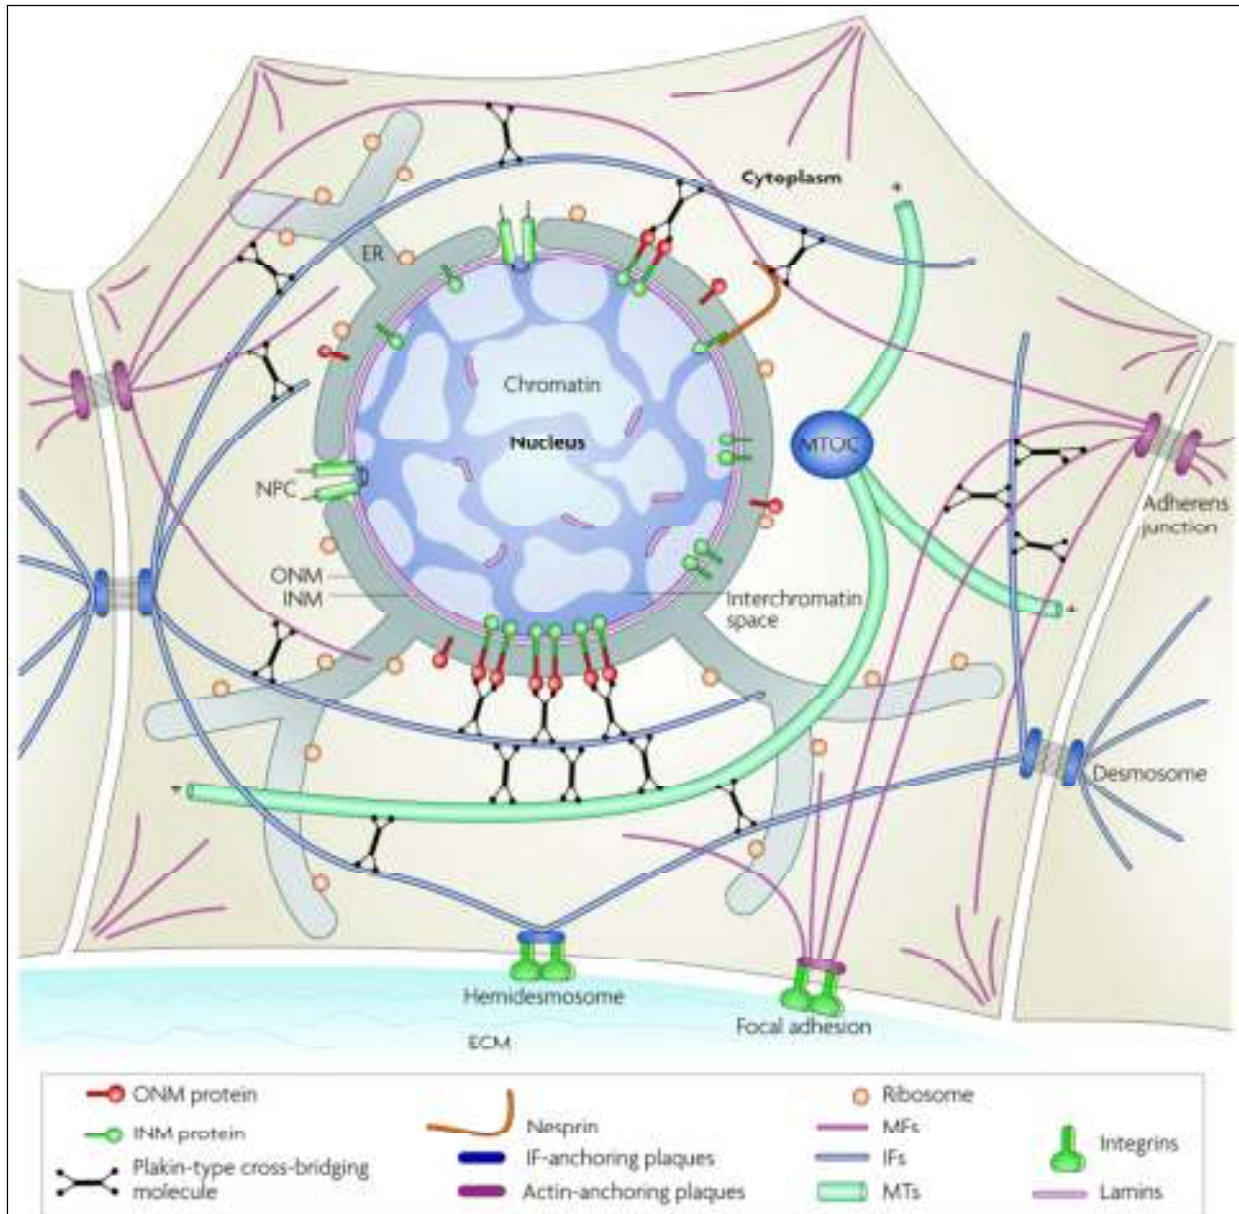 Cytoplasm
+
ER
Chromatin
Nucleus
MTOC
NPC
Adherens
junction
ONM
INM
Interchromatin
space
+
Desmosome
+
Hemidesmosome
Focal adhesion
ECM
ONM protein
INM protein
Plakin-type cross-bridging
molecule
Nesprin
IF-anchoring plaques
Actin-anchoring plaques
Ribosome
MFs
IFs
MTs
Integrins
Lamins